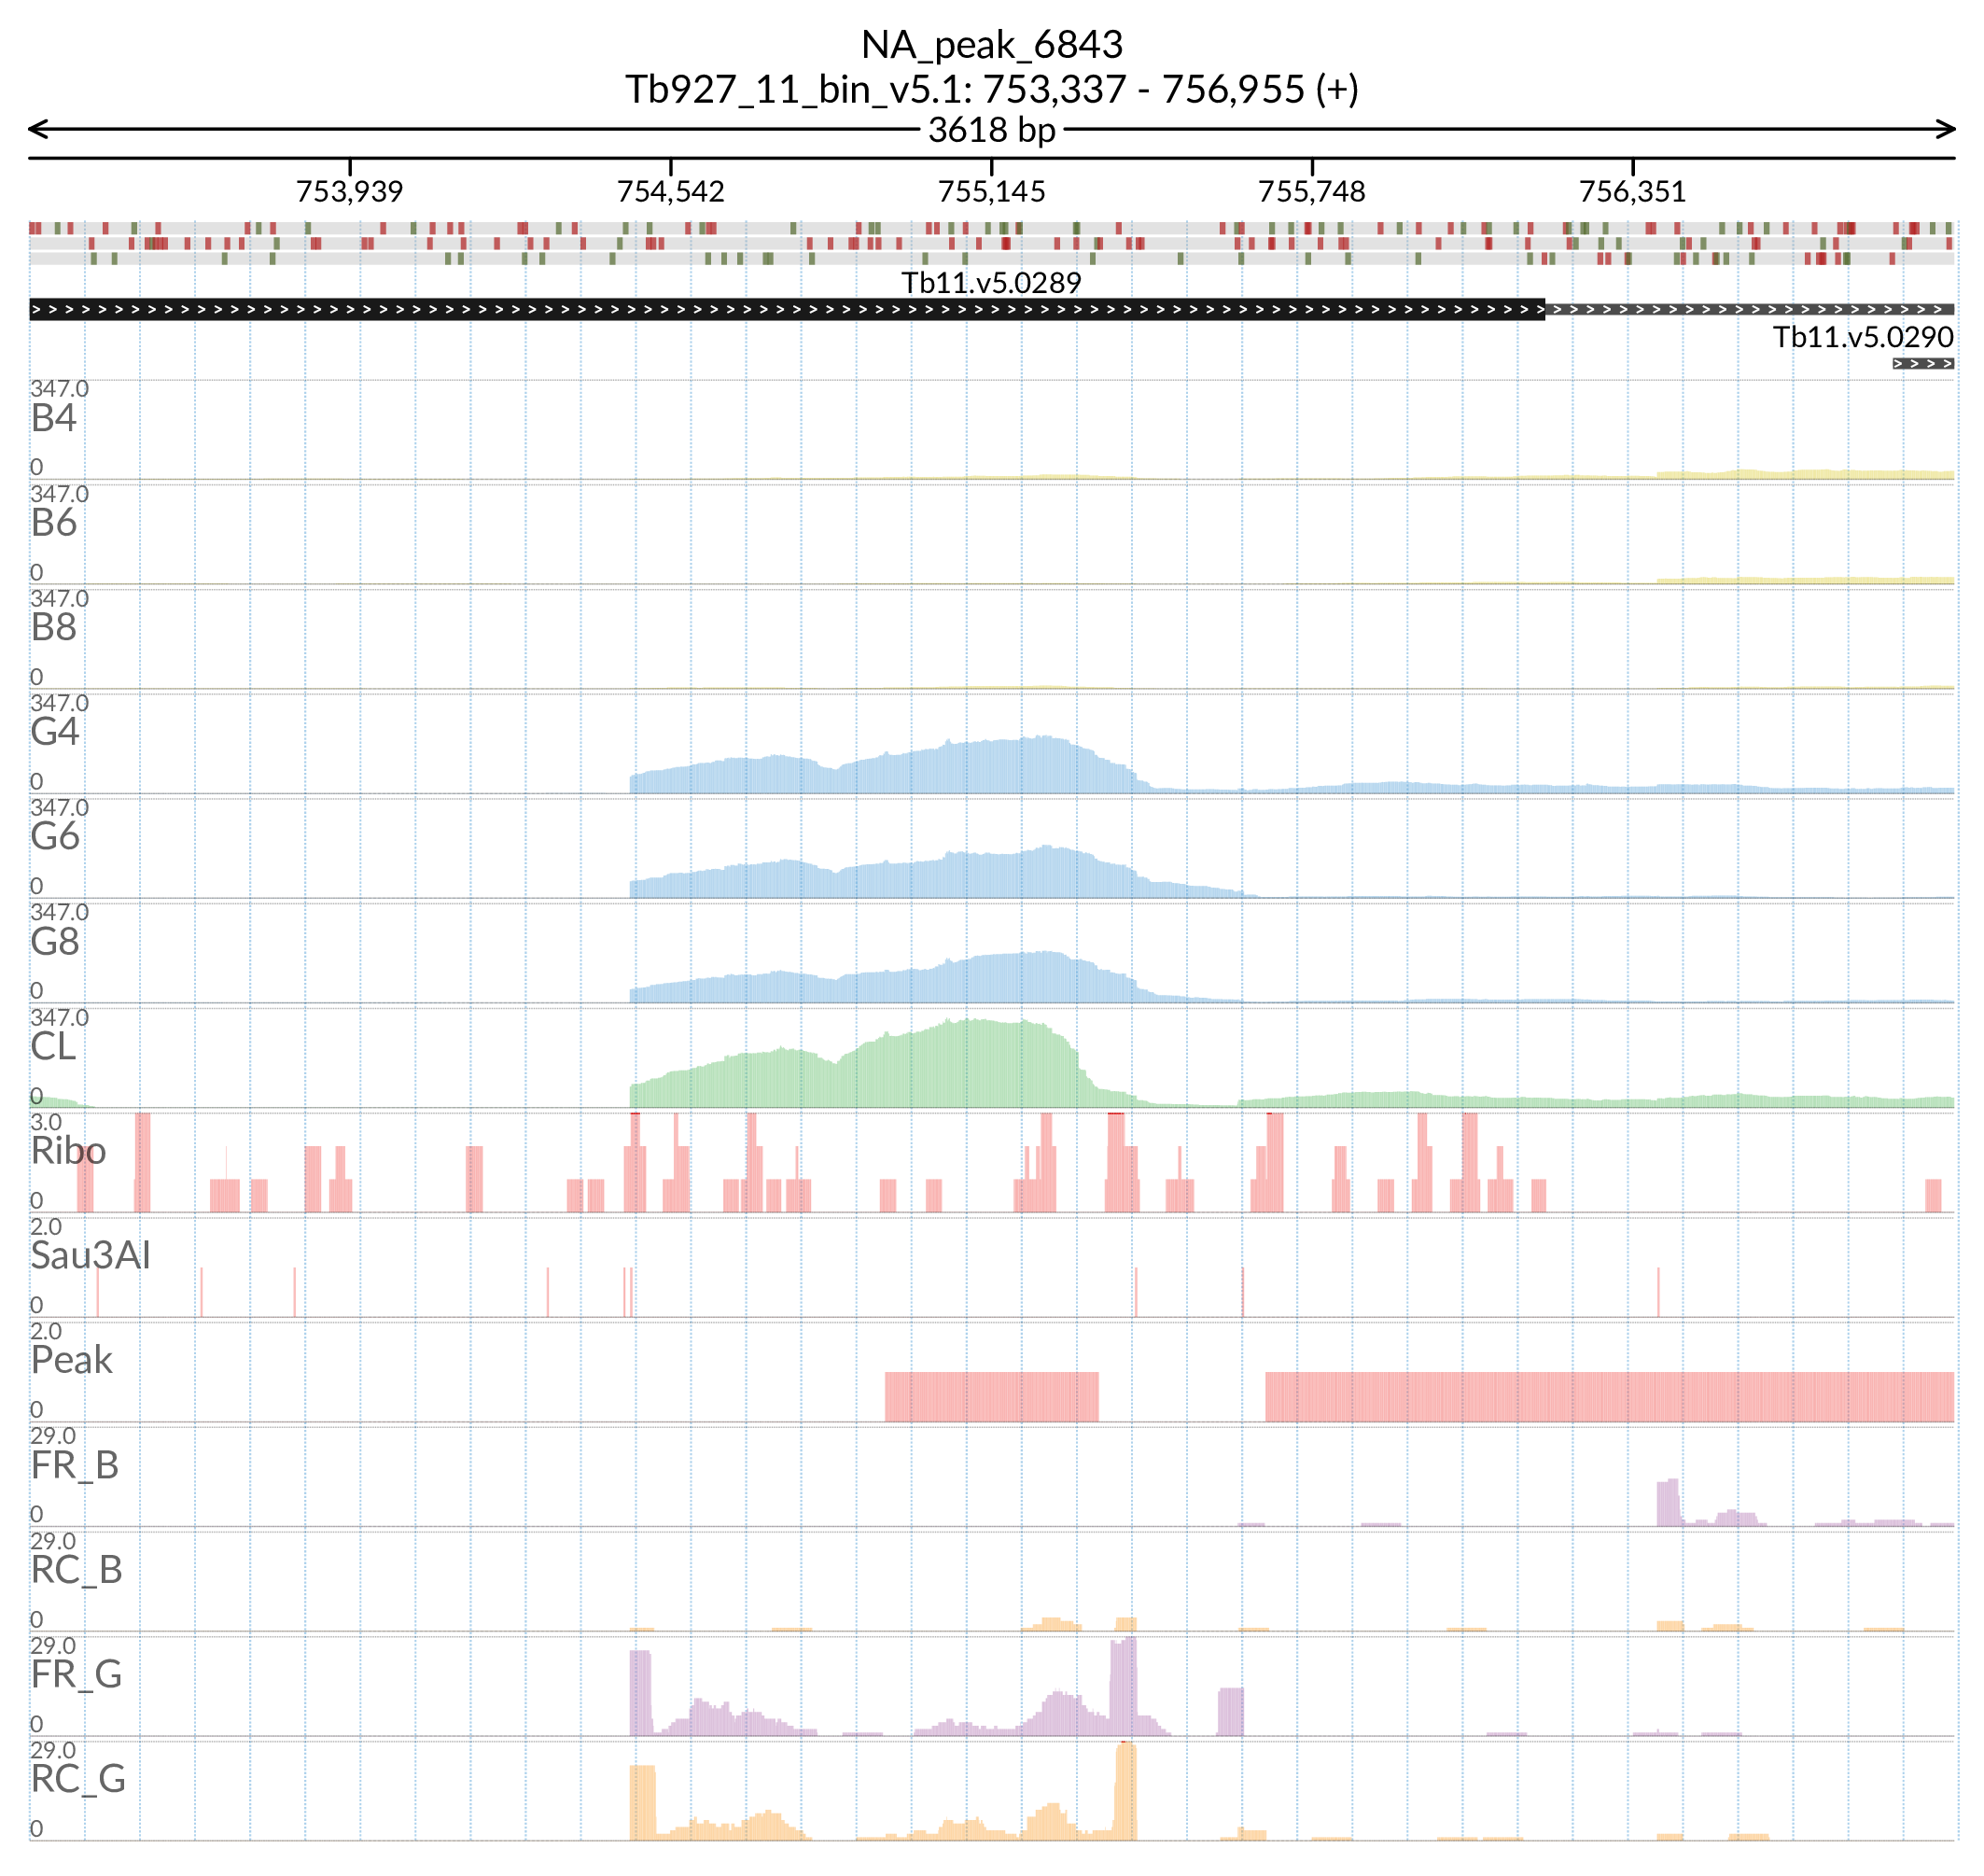 NA_peak_6843
Tb927_11_bin_v5.1: 753,337 - 756,955 (+)
3618 bp
753,939 754,542 755,145 755,748 756,351
Tb11.v5.0289
Tb11.v5.0290
347.0
B4
0
347.0
B6
0
347.0
B8
0
347.0
G4
0
347.0
G6
0
347.0
G8
0
347.0
CL
0
3.0
Ribo
0
2.0
Sau3AI
0
2.0
Peak
0
29.0
FR_B
0
29.0
RC_B
0
29.0
FR_G
0
29.0
RC_G
0